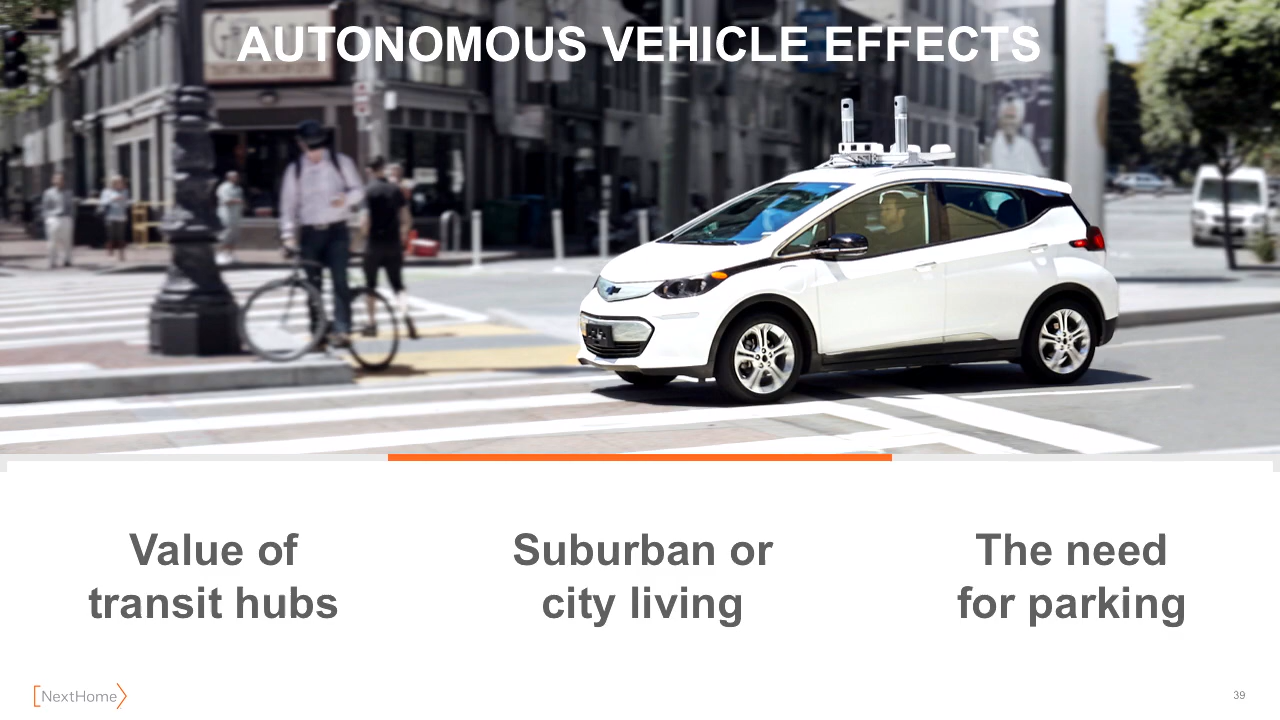 AUTONOMOUS VEHICLE EFFECTS
Value of
transit hubs
Suburban or
city living
The need
for parking
NextHome
39